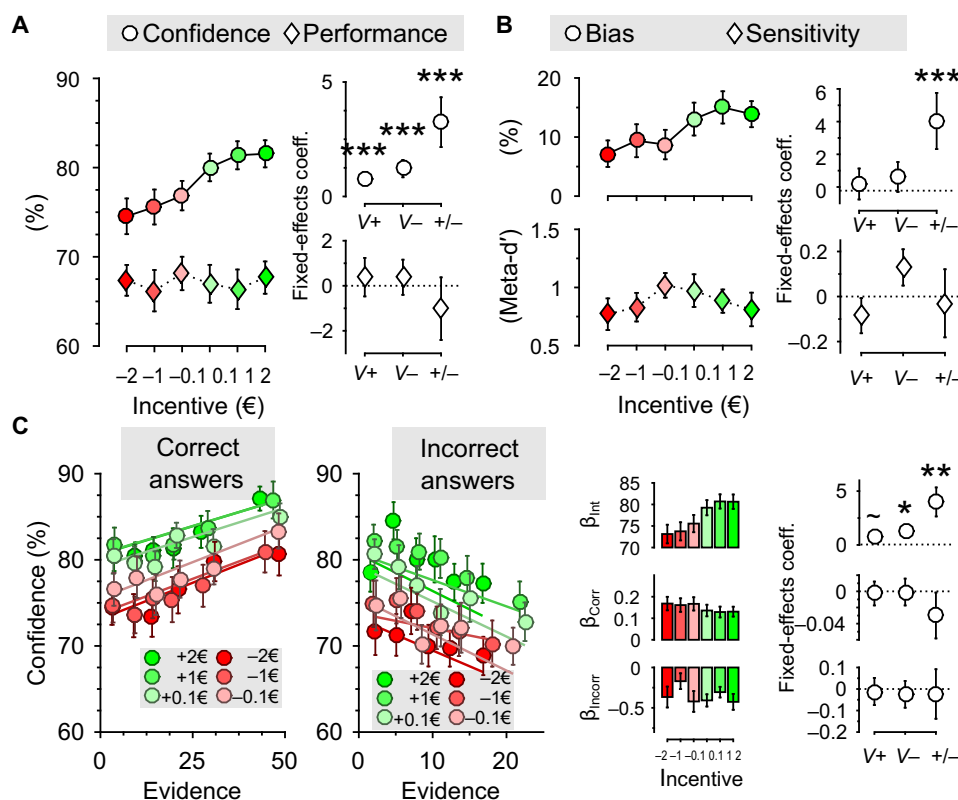 A
Confidence Performance
90
80
70
60
(%)
−2 −1 −0.1 0.1 1 2
Incentive (€)
Fixed-effects coeff.
5
0
***
***
***
V+ V− +/−
2
0
−2
V+ V− +/−
B
Bias Sensitivity
20
10
0
(%)
1
0.5
(Meta-d′)
−2 −1 −0.1 0.1 1 2
Incentive (€)
Fixed-effects coeff.
6
4
2
0
***
V+ V− +/−
Fixed-effects coeff.
0.2
0
−0.2
V+ V− +/−
C
Correct
answers
Confidence (%)
90
80
70
60
+2€ −2€
+1€ −1€
+0.1€ −0.1€
0 10 20 30 40 50
Evidence
Incorrect
answers
90
80
70
60
+2€ −2€
+1€ −1€
+0.1€ −0.1€
0 10 20
Evidence
βInt
85
80
75
70
βCorr
0.2
0.1
0
βIncorr
0
−0.5
−2 −1 −0.1 0.1 1 2
Incentive
Fixed-effects coeff.
5
0
~
*
**
0
−0.04
0.1
0
−0.1
−0.2
V+ V− +/−